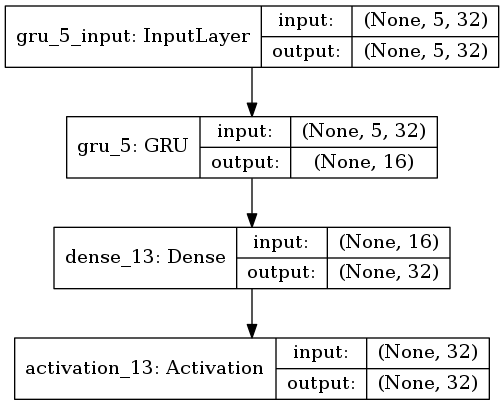 gru_5_input: InputLayer
input: (None, 5, 32)
output: (None, 5, 32)
gru_5: GRU
input: (None, 5, 32)
output: (None, 16)
dense_13: Dense
input: (None, 16)
output: (None, 32)
activation_13: Activation
input: (None, 32)
output: (None, 32)